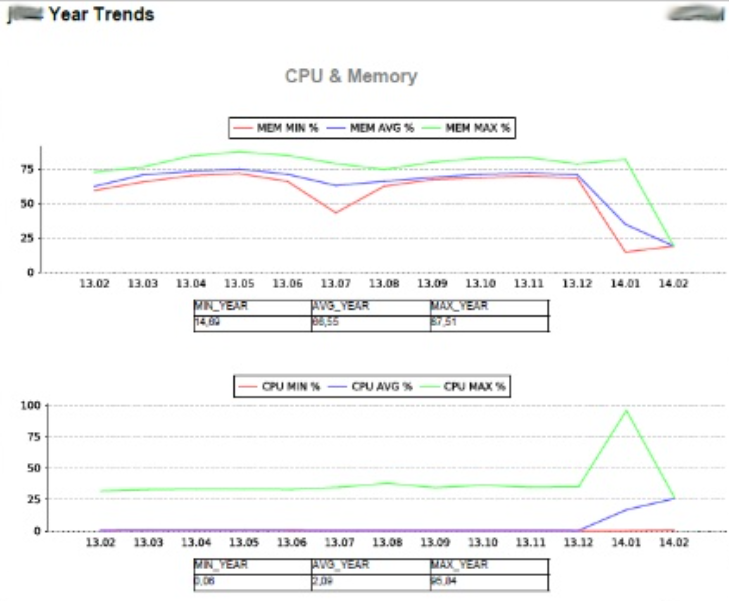 Year Trends
CPU & Memory
MEM MIN % MEM AVG % MEM MAX %
75
50
25
0
13.02 13.03 13.04 13.05 13.06 13.07 13.08 13.09 13.10 13.11 13.12 14.01 14.02
MIN_YEAR AVG_YEAR MAX_YEAR
14,69 66,55 87,51
CPU MIN % CPU AVG % CPU MAX %
100
75
50
25
0
13.02 13.03 13.04 13.05 13.06 13.07 13.08 13.09 13.10 13.11 13.12 14.01 14.02
MIN_YEAR AVG_YEAR MAX_YEAR
0,06 2,09 95,84